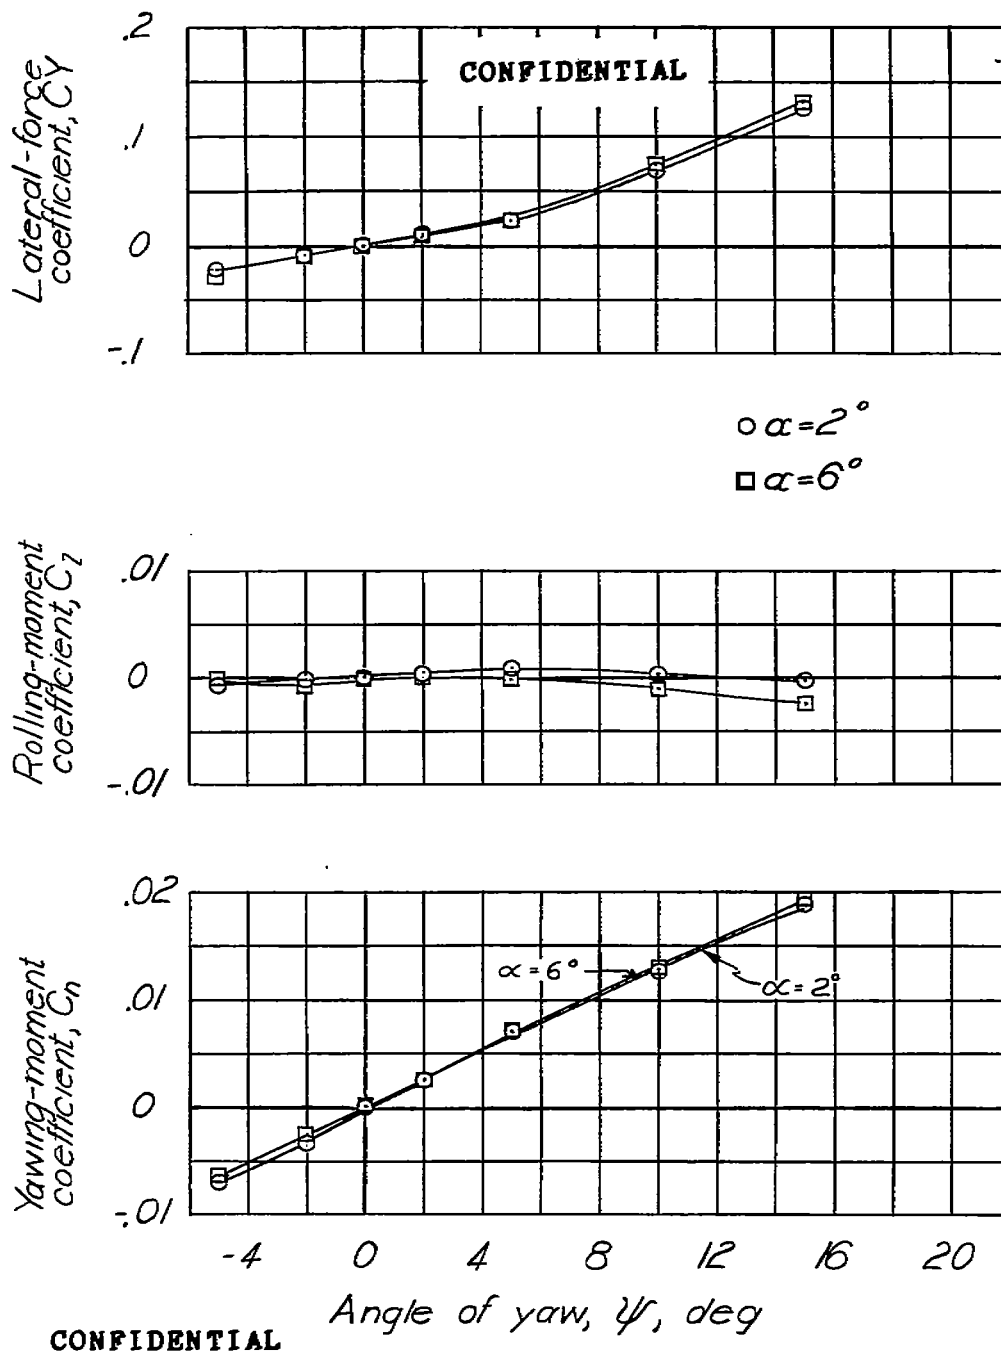 .2
CONFIDENTIAL
.1
0
-.1
Lateral-force
coefficient, CY
α=2°
α=6°
.01
0
-.01
Rolling-moment
coefficient, Cl
.02
.01
0
-.01
Yawing-moment
coefficient, Cn
α=6°
α=2°
-4 0 4 8 12 16 20
Angle of yaw, ψ, deg
CONFIDENTIAL